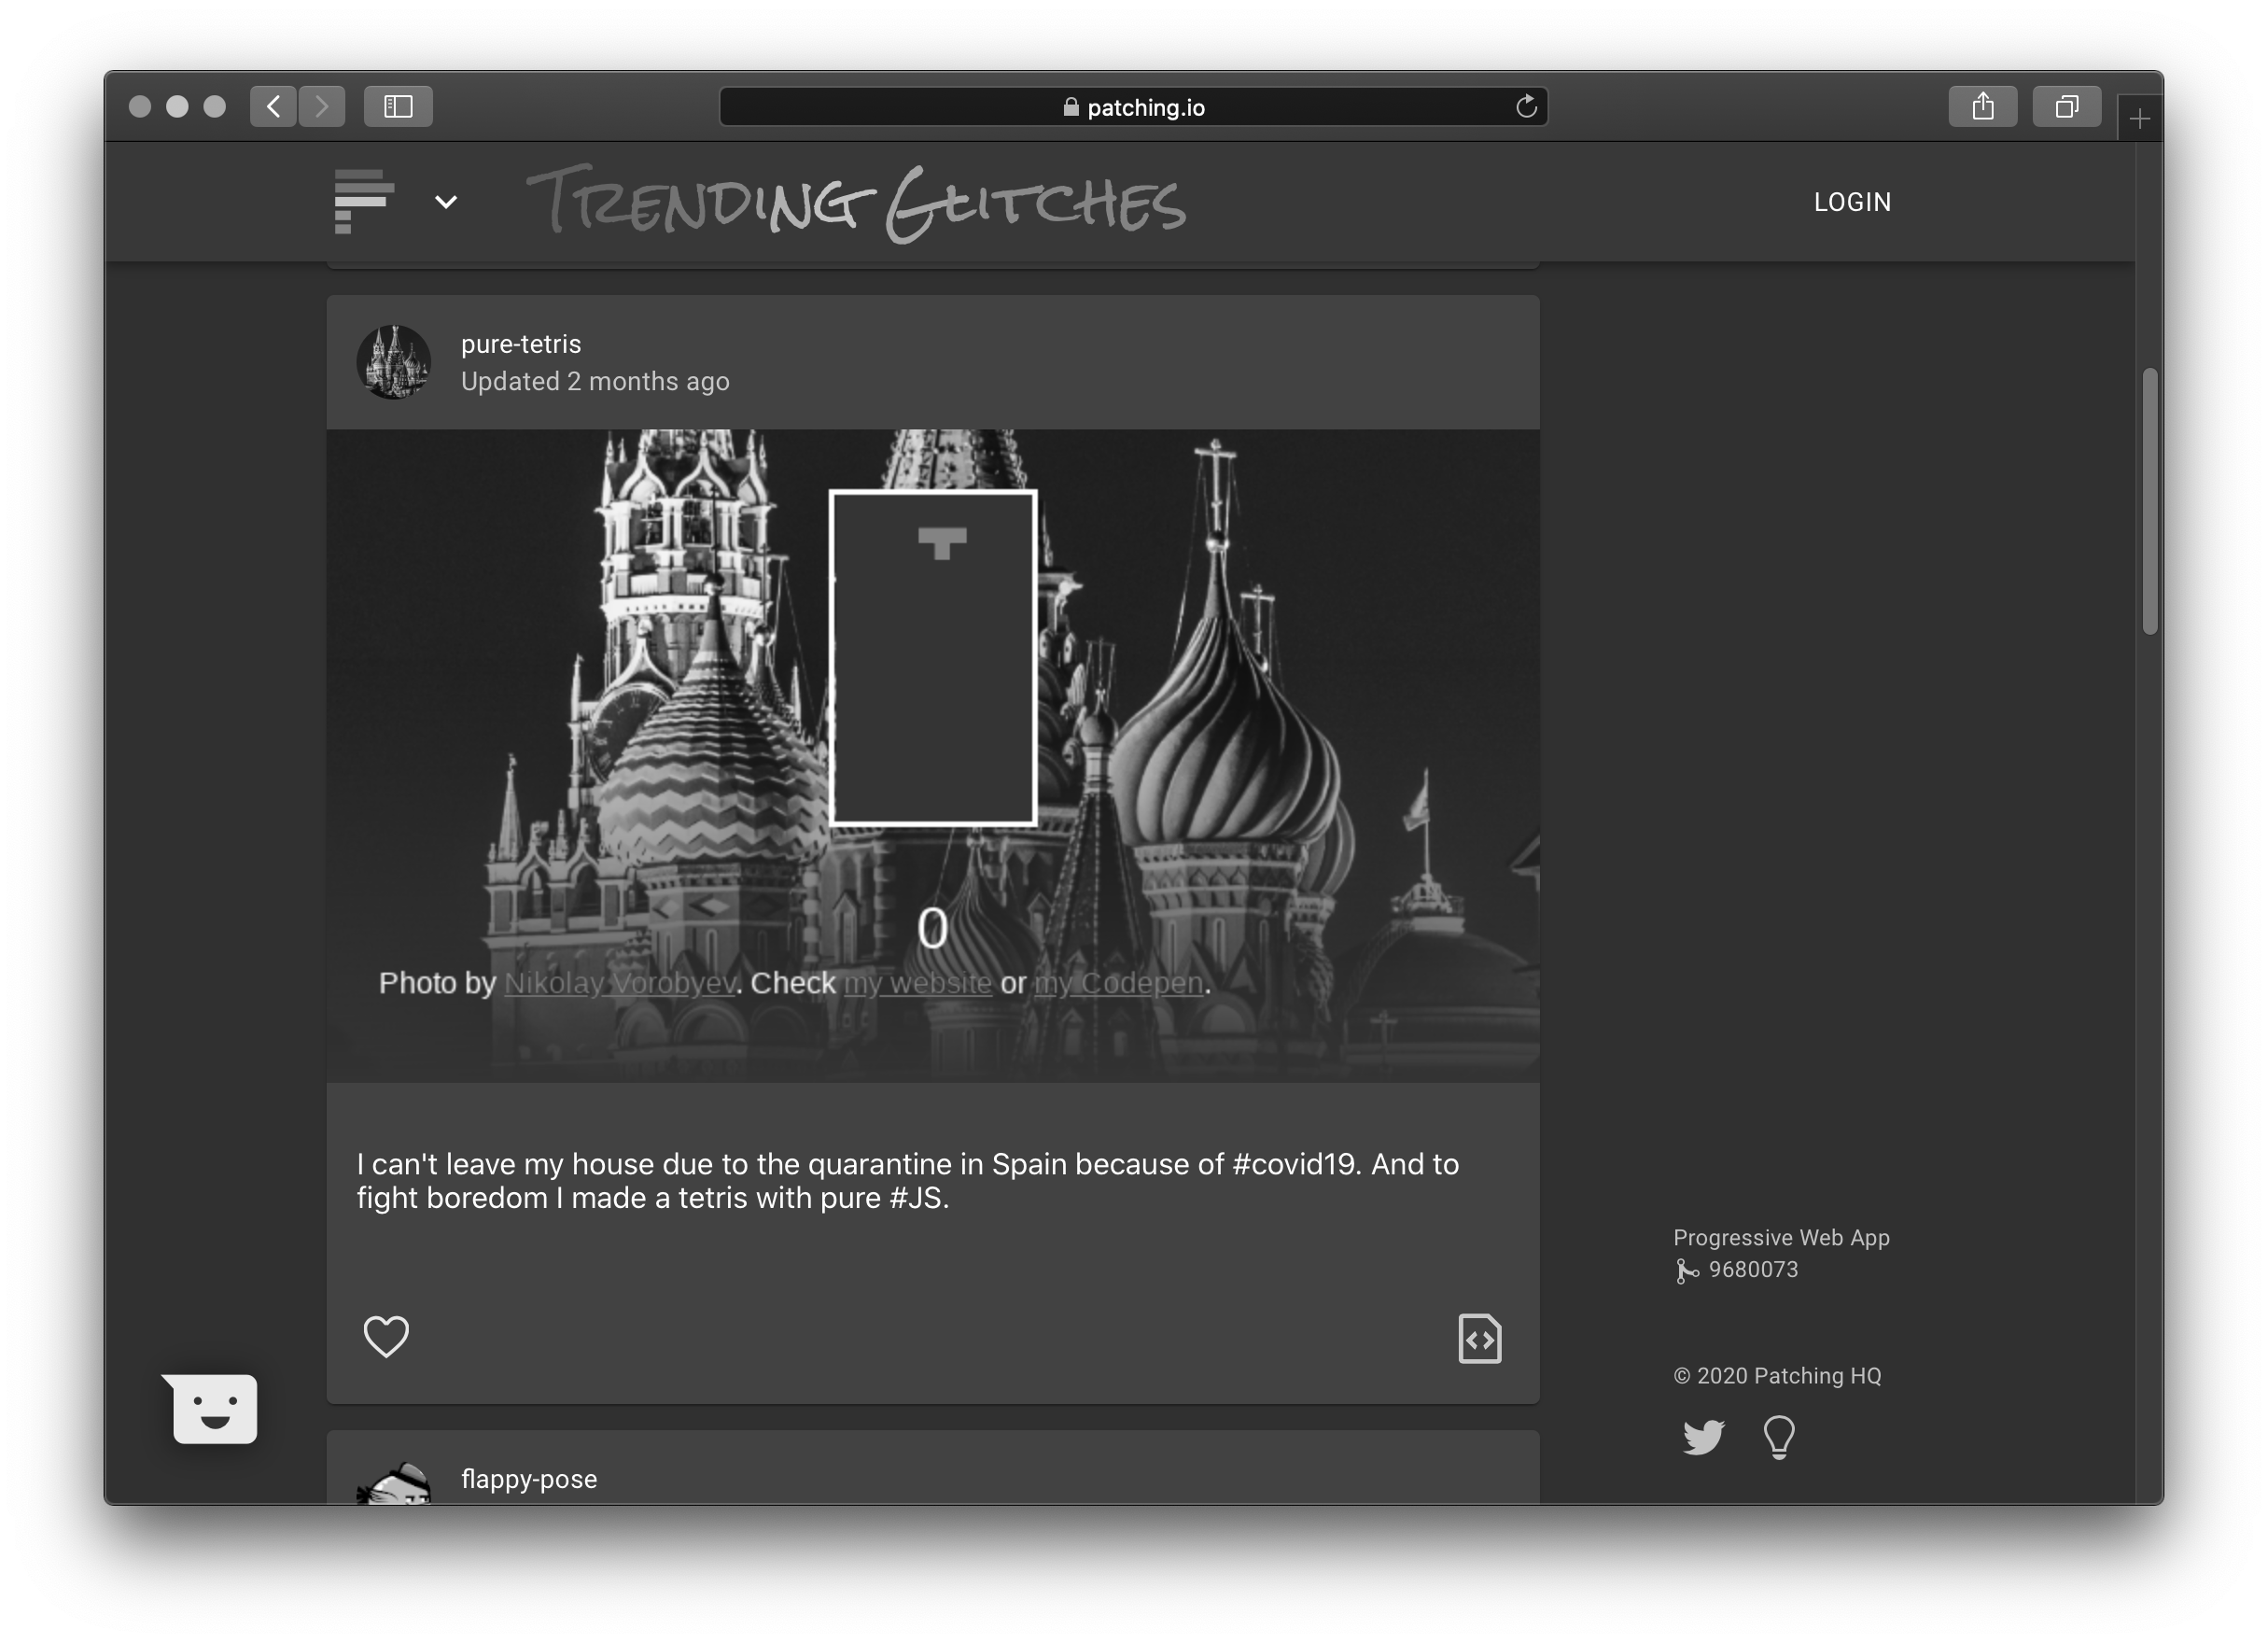 patching.io
TRENDING GLITCHES
LOGIN
pure-tetris
Updated 2 months ago
0
Photo by Nikolay Vorobyev. Check my website or my Codepen.
I can't leave my house due to the quarantine in Spain because of #covid19. And to
fight boredom I made a tetris with pure #JS.
Progressive Web App
9680073
© 2020 Patching HQ
flappy-pose